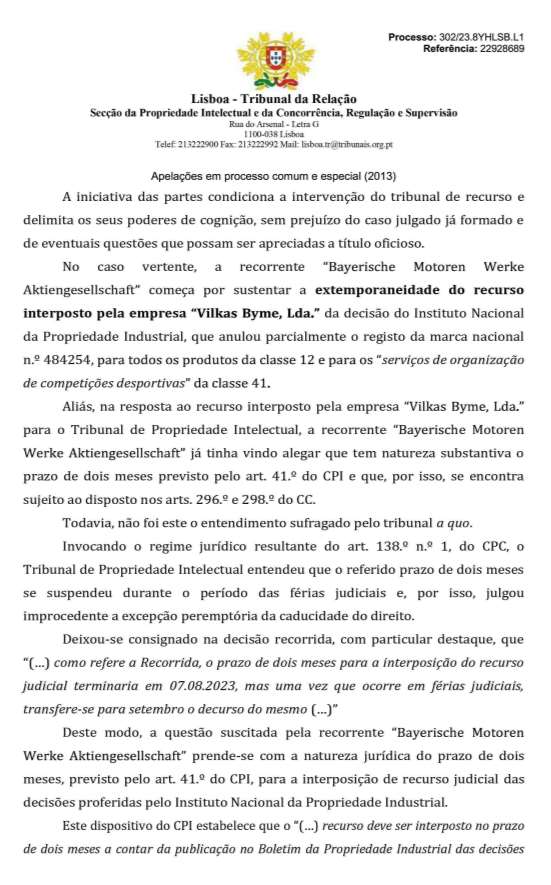 Processo: 302/23.8YHLSB.L1
Referência: 22928689
Lisboa - Tribunal da Relação
Secção da Propriedade Intelectual e da Concorrência, Regulação e Supervisão
Rua do Arsenal - Letra G
1100-038 Lisboa
Telef: 213222900 Fax: 213222992 Mail: lisboa.tr@tribunais.org.pt
Apelações em processo comum e especial (2013)
A iniciativa das partes condiciona a intervenção do tribunal de recurso e
delimita os seus poderes de cognição, sem prejuízo do caso julgado já formado e
de eventuais questões que possam ser apreciadas a título oficioso.
No caso vertente, a recorrente “Bayerische Motoren Werke
Aktiengesellschaft” começa por sustentar a extemporaneidade do recurso
interposto pela empresa “Vilkas Byme, Lda.” da decisão do Instituto Nacional
da Propriedade Industrial, que anulou parcialmente o registo da marca nacional
n.º 484254, para todos os produtos da classe 12 e para os “serviços de organização
de competições desportivas” da classe 41.
Aliás, na resposta ao recurso interposto pela empresa “Vilkas Byme, Lda.”
para o Tribunal de Propriedade Intelectual, a recorrente “Bayerische Motoren
Werke Aktiengesellschaft” já tinha vindo alegar que tem natureza substantiva o
prazo de dois meses previsto pelo art. 41.º do CPI e que, por isso, se encontra
sujeito ao disposto nos arts. 296.º e 298.º do CC.
Todavia, não foi este o entendimento sufragado pelo tribunal a quo.
Invocando o regime jurídico resultante do art. 138.º n.º 1, do CPC, o
Tribunal de Propriedade Intelectual entendeu que o referido prazo de dois meses
se suspendeu durante o período das férias judiciais e, por isso, julgou
improcedente a excepção peremptória da caducidade do direito.
Deixou-se consignado na decisão recorrida, com particular destaque, que
“(...) como refere a Recorrida, o prazo de dois meses para a interposição do recurso
judicial terminaria em 07.08.2023, mas uma vez que ocorre em férias judiciais,
transfere-se para setembro o decurso do mesmo (...)”
Deste modo, a questão suscitada pela recorrente “Bayerische Motoren
Werke Aktiengesellschaft” prende-se com a natureza jurídica do prazo de dois
meses, previsto pelo art. 41.º do CPI, para a interposição de recurso judicial das
decisões proferidas pelo Instituto Nacional da Propriedade Industrial.
Este dispositivo do CPI estabelece que o “(...) recurso deve ser interposto no prazo
de dois meses a contar da publicação no Boletim da Propriedade Industrial das decisões